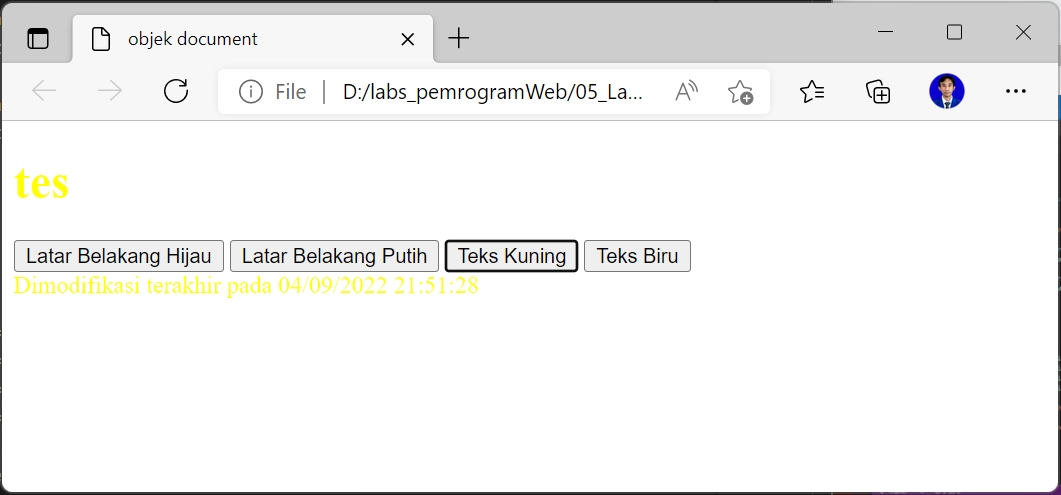 objek document
File D:/labs_pemrogramWeb/05_La...
tes
Latar Belakang Hijau Latar Belakang Putih Teks Kuning Teks Biru
Dimodifikasi terakhir pada 04/09/2022 21:51:28